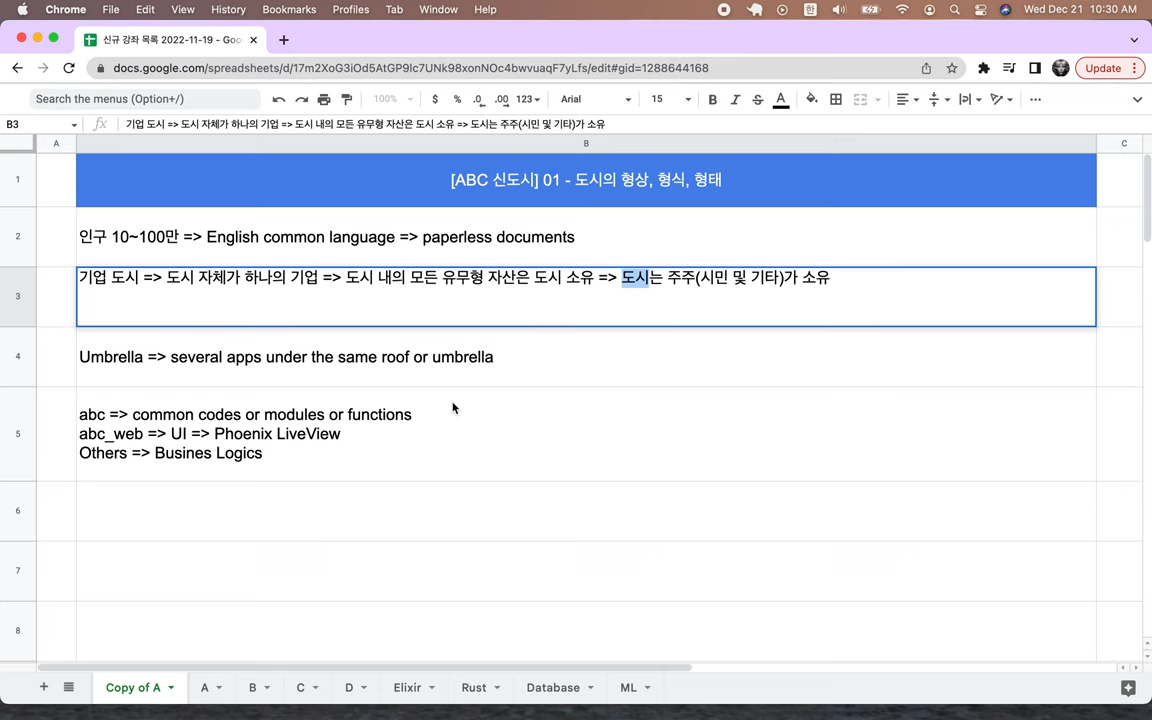 Chrome File Edit View History Bookmarks Profiles Tab Window Help 한 Wed Dec 21 10:30 AM
신규 강좌 목록 2022-11-19 - Goo
docs.google.com/spreadsheets/d/17m2XoG3iOd5AtGP9lc7UNk98xonNOc4bwvuaqF7yLfs/edit#gid=1288644168 Update
Search the menus (Option+/) 100% $ % .0 .00 123 Arial 15 B I S A
B3 fx 기업 도시 => 도시 자체가 하나의 기업 => 도시 내의 모든 유무형 자산은 도시 소유 => 도시는 주주(시민 및 기타)가 소유
A B C
1 [ABC 신도시] 01 - 도시의 형상, 형식, 형태
2 인구 10~100만 => English common language => paperless documents
3 기업 도시 => 도시 자체가 하나의 기업 => 도시 내의 모든 유무형 자산은 도시 소유 => 도시는 주주(시민 및 기타)가 소유
4 Umbrella => several apps under the same roof or umbrella
abc => common codes or modules or functions
5 abc_web => UI => Phoenix LiveView
Others => Busines Logics
6
7
8
Copy of A A B C D Elixir Rust Database ML